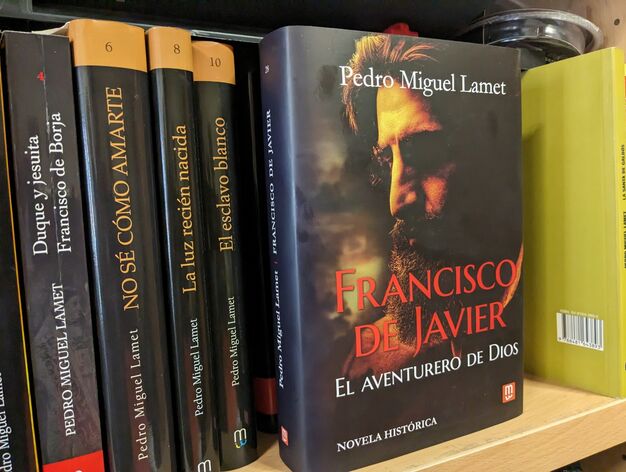 4
Duque y jesuita
Francisco de Borja
PEDRO MIGUEL LAMET
6
NO SÉ CÓMO AMARTE
Pedro Miguel Lamet
8
La luz recién nacida
Pedro Miguel Lamet
10
El esclavo blanco
Pedro Miguel Lamet
m
Pedro Miguel Lamet
FRANCISCO DE JAVIER
Pedro Miguel Lamet
FRANCISCO
DE JAVIER
EL AVENTURERO DE DIOS
m
NOVELA HISTÓRICA